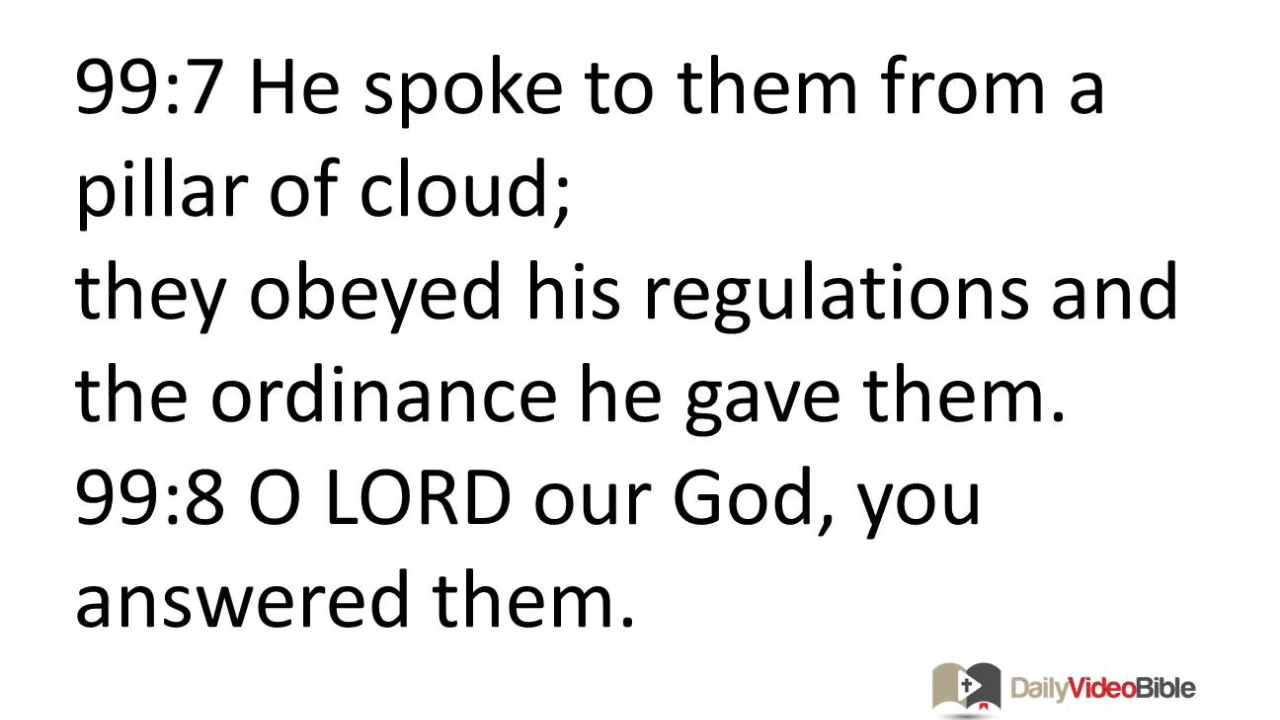 99:7 He spoke to them from a
pillar of cloud;
they obeyed his regulations and
the ordinance he gave them.
99:8 O LORD our God, you
answered them.
DailyVideoBible